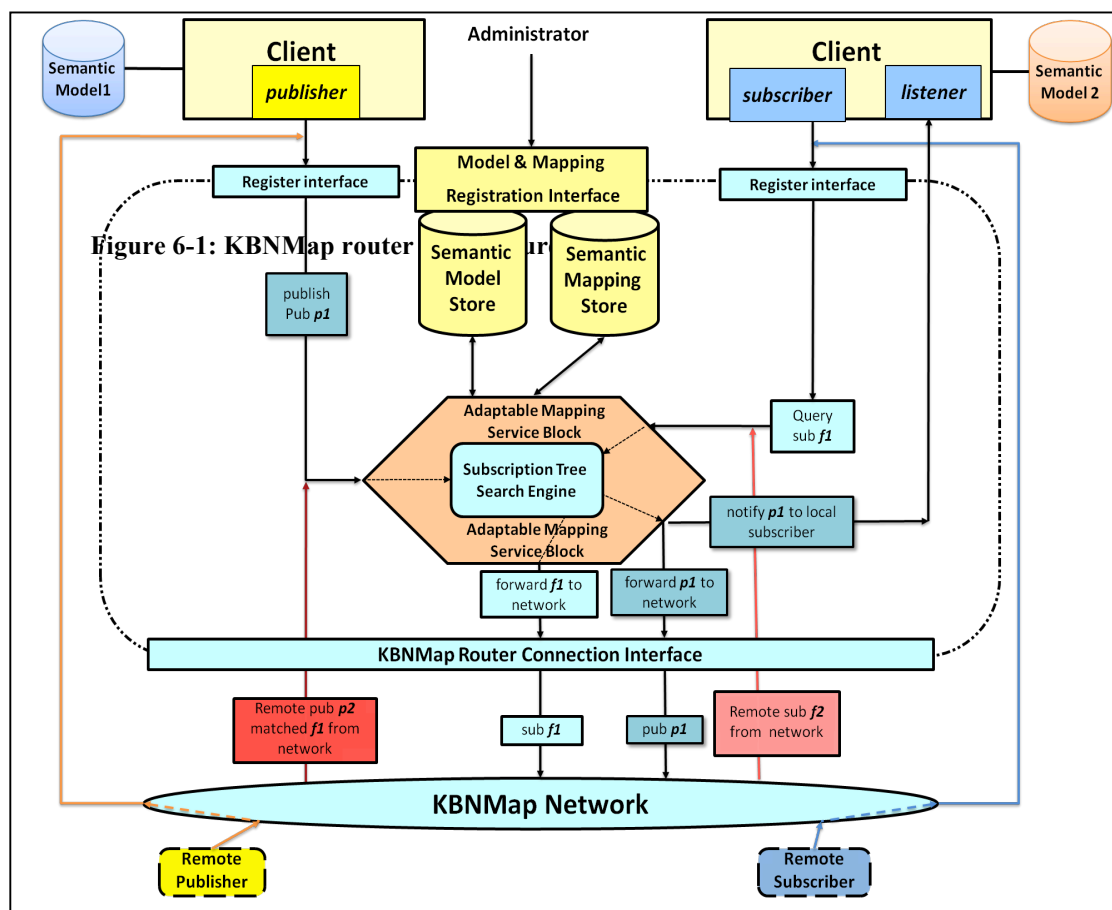 Client
publisher
Semantic
Model1
Administrator
Client
subscriber
listener
Semantic
Model 2
Register interface
Model & Mapping
Registration Interface
Register interface
Figure 6-1: KBNMap router
ure
Semantic
Model
Store
Semantic
Mapping
Store
publish
Pub p1
Adaptable Mapping
Service Block
Subscription Tree
Search Engine
Adaptable Mapping
Service Block
Query
sub f1
notify p1 to local
subscriber
forward f1 to
network
forward p1 to
network
KBNMap Router Connection Interface
Remote pub p2
matched f1 from
network
sub f1
pub p1
Remote sub f2
from network
KBNMap Network
Remote
Publisher
Remote
Subscriber